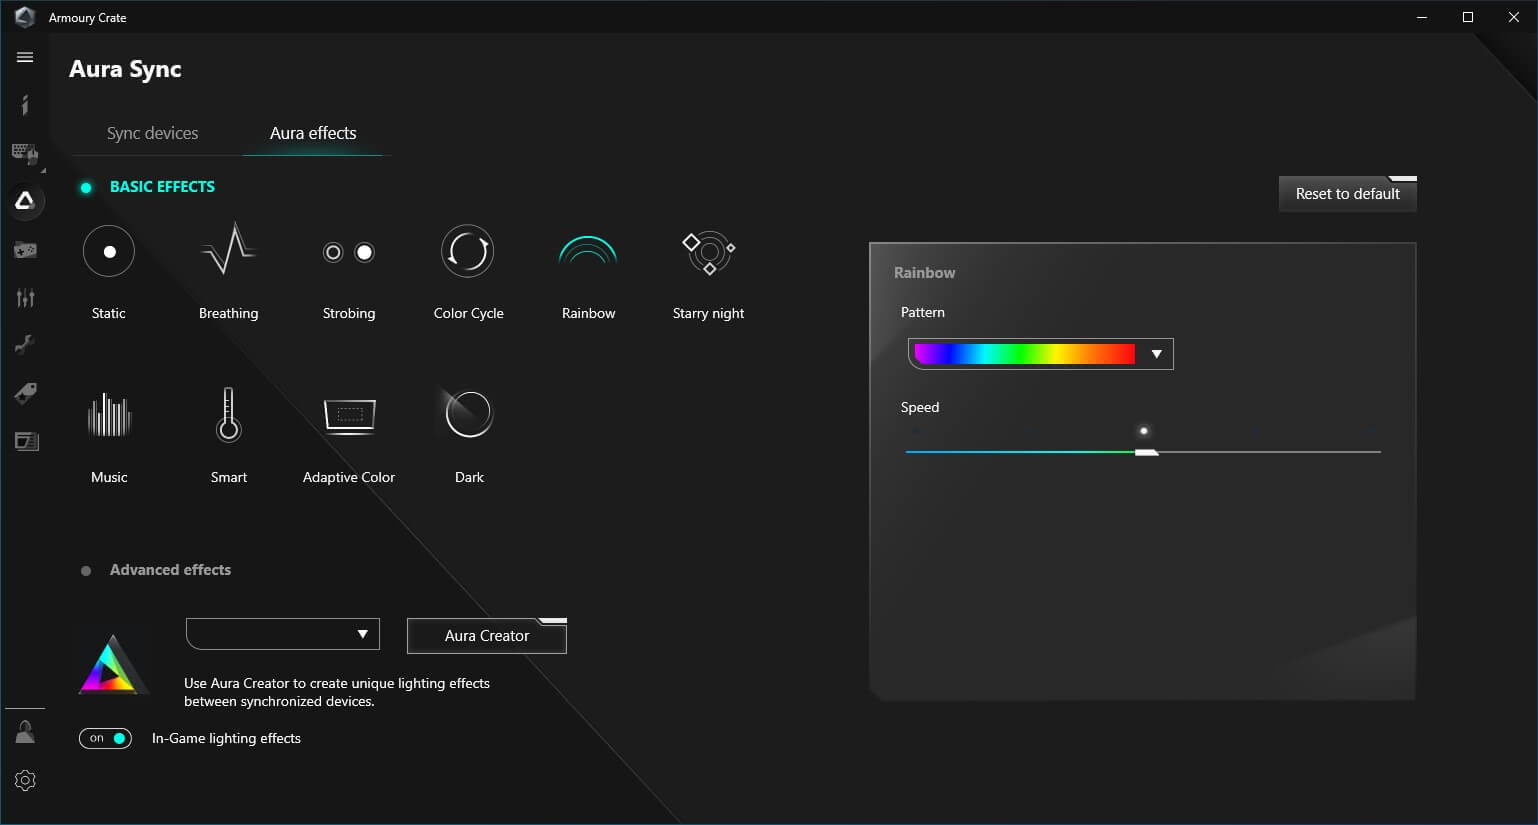 Armoury Crate
Aura Sync
Sync devices
Aura effects
BASIC EFFECTS
Reset to default
Static
Breathing
Strobing
Color Cycle
Rainbow
Starry night
Music
Smart
Adaptive Color
Dark
Rainbow
Pattern
Speed
Advanced effects
Aura Creator
Use Aura Creator to create unique lighting effects
between synchronized devices.
on
In-Game lighting effects